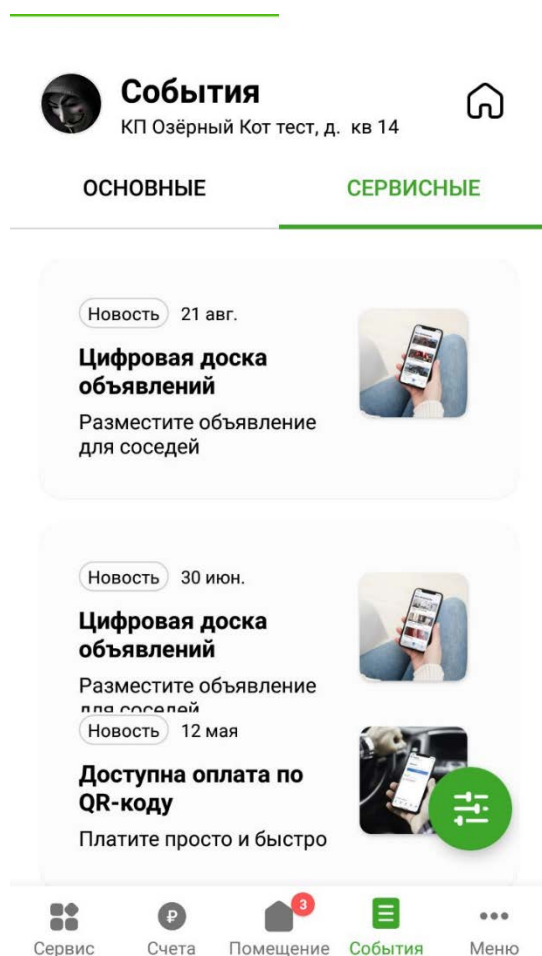 События
КП Озёрный Кот тест, д.  кв 14
ОСНОВНЫЕ
СЕРВИСНЫЕ
Новость 21 авг.
Цифровая доска
объявлений
Разместите объявление
для соседей
Новость 30 июн.
Цифровая доска
объявлений
Разместите объявление
для соседей
Новость 12 мая
Доступна оплата по
QR-коду
Платите просто и быстро
3
Сервис
Счета
Помещение
События
Меню